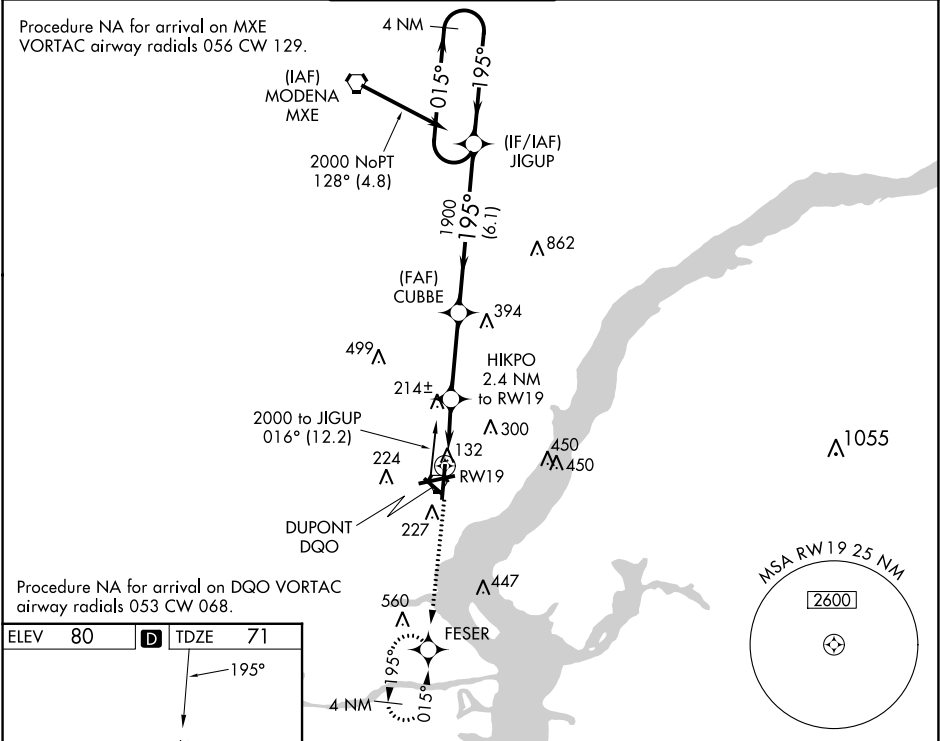 Procedure NA for arrival on MXE
VORTAC airway radials 056 CW 129.
4 NM
015°
195°
(IAF)
MODENA
MXE
(IF/IAF)
JIGUP
2000 NoPT
128° (4.8)
1900
195°
(6.1)
862
(FAF)
CUBBE
394
499
HIKPO
2.4 NM
to RW19
214±
2000 to JIGUP
016° (12.2)
300
132
450
450
1055
224
RW19
227
DUPONT
DQO
MSA RW19 25 NM
2600
447
Procedure NA for arrival on DQO VORTAC
airway radials 053 CW 068.
560
FESER
195°
015°
4 NM
ELEV 80 D TDZE 71
195°